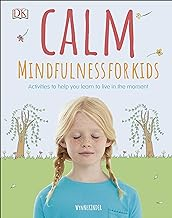 DK
CALM
MINDFULNESS FOR KIDS
Activities to help you learn to live in the moment
WYNNE KINDER